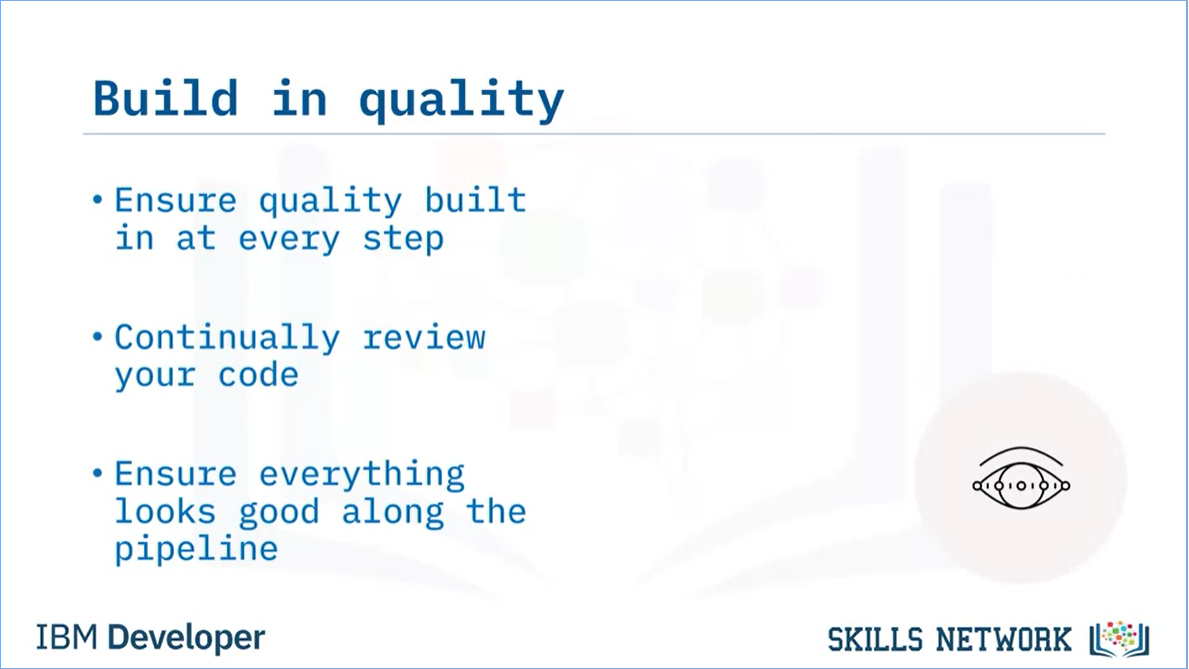 Build in quality
• Ensure quality built
in at every step
• Continually review
your code
• Ensure everything
looks good along the
pipeline
IBM Developer
SKILLS NETWORK